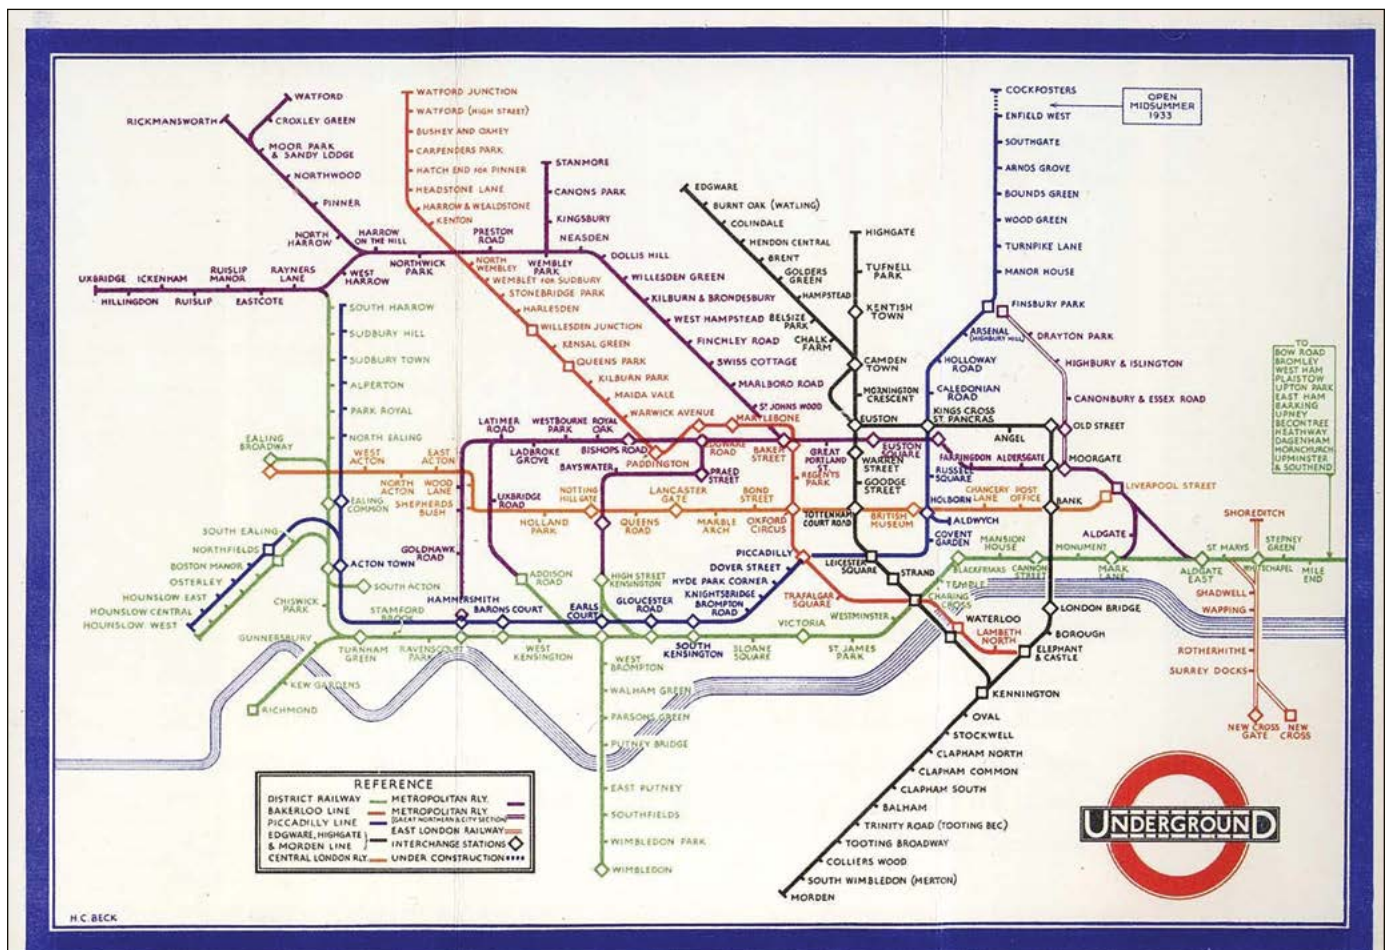 WATFORD
CROXLEY GREEN
RICKMANSWORTH
MOOR PARK
& SANDY LODGE
NORTHWOOD
PINNER
NORTH
HARROW
HARROW
ON THE HILL
WEST
HARROW
NORTHWICK
PARK
PRESTON
ROAD
UXBRIDGE
ICKENHAM
RUISLIP
MANOR
RAYNERS
LANE
HILLINGDON
RUISLIP
EASTCOTE
WATFORD JUNCTION
WATFORD (HIGH STREET)
BUSHEY AND OXHEY
CARPENDERS PARK
HATCH END FOR PINNER
HEADSTONE LANE
HARROW & WEALDSTONE
KENTON
NORTH
WEMBLEY
WEMBLEY FOR SUDBURY
STONEBRIDGE PARK
HARLESDEN
WILLESDEN JUNCTION
KENSAL GREEN
QUEENS PARK
KILBURN PARK
MAIDA VALE
WARWICK AVENUE
MARYLEBONE
STANMORE
CANONS PARK
KINGSBURY
WEMBLEY
PARK
NEASDEN
DOLLIS HILL
WILLESDEN GREEN
KILBURN & BRONDESBURY
WEST HAMPSTEAD
FINCHLEY ROAD
SWISS COTTAGE
MARLBORO ROAD
ST JOHNS WOOD
EDGWARE
BURNT OAK (WATLING)
COLINDALE
HENDON CENTRAL
BRENT
GOLDERS
GREEN
HAMPSTEAD
BELSIZE
PARK
CHALK
FARM
HIGHGATE
TUFNELL
PARK
KENTISH
TOWN
CAMDEN
TOWN
MORNINGTON
CRESCENT
EUSTON
COCKFOSTERS
OPEN
MIDSUMMER
1933
ENFIELD WEST
SOUTHGATE
ARNOS GROVE
BOUNDS GREEN
WOOD GREEN
TURNPIKE LANE
MANOR HOUSE
FINSBURY PARK
ARSENAL
(HIGHBURY HILL)
HOLLOWAY
ROAD
CALEDONIAN
ROAD
KINGS CROSS
ST. PANCRAS
DRAYTON PARK
HIGHBURY & ISLINGTON
CANONBURY & ESSEX ROAD
OLD STREET
MOORGATE
ANGEL
TO
BOW ROAD
BROMLEY
WEST HAM
PLAISTOW
UPTON PARK
EAST HAM
BARKING
UPNEY
BECONTREE
HEATHWAY
DAGENHAM
HORNCHURCH
UPMINSTER
& SOUTHEND
SOUTH HARROW
SUDBURY HILL
SUDBURY TOWN
ALPERTON
PARK ROYAL
NORTH EALING
EALING
BROADWAY
WEST
ACTON
EAST
ACTON
NORTH
ACTON
WOOD
LANE
SHEPHERDS
BUSH
EALING
COMMON
LATIMER
ROAD
WESTBOURNE
PARK
ROYAL
OAK
LADBROKE
GROVE
BISHOPS ROAD
PADDINGTON
EDGWARE
ROAD
BAKER
STREET
GREAT
PORTLAND
ST.
EUSTON
SQUARE
FARRINGDON
ALDERSGATE
BAYSWATER
PRAED
STREET
REGENTS
PARK
WARREN
STREET
GOODGE
STREET
RUSSELL
SQUARE
UXBRIDGE
ROAD
NOTTING
HILL GATE
LANCASTER
GATE
BOND
STREET
HOLLAND
PARK
QUEENS
ROAD
MARBLE
ARCH
OXFORD
CIRCUS
TOTTENHAM
COURT ROAD
BRITISH
MUSEUM
HOLBORN
CHANCERY
LANE
POST
OFFICE
BANK
LIVERPOOL STREET
ALDWYCH
COVENT
GARDEN
GOLDHAWK
ROAD
ADDISON
ROAD
HIGH STREET
KENSINGTON
PICCADILLY
DOVER STREET
HYDE PARK CORNER
KNIGHTSBRIDGE
BROMPTON
ROAD
LEICESTER
SQUARE
STRAND
TRAFALGAR
SQUARE
CHARING
CROSS
TEMPLE
BLACKFRIARS
MANSION
HOUSE
CANNON
STREET
MONUMENT
MARK
LANE
ALDGATE
ALDGATE
EAST
ST. MARYS
SHOREDITCH
STEPNEY
GREEN
WHITECHAPEL
MILE
END
SHADWELL
WAPPING
ROTHERHITHE
SURREY DOCKS
NEW CROSS
GATE
NEW
CROSS
SOUTH EALING
NORTHFIELDS
BOSTON MANOR
OSTERLEY
HOUNSLOW EAST
HOUNSLOW CENTRAL
HOUNSLOW WEST
ACTON TOWN
SOUTH ACTON
CHISWICK
PARK
GUNNERSBURY
KEW GARDENS
RICHMOND
TURNHAM
GREEN
STAMFORD
BROOK
RAVENSCOURT
PARK
HAMMERSMITH
BARONS COURT
WEST
KENSINGTON
EARLS
COURT
GLOUCESTER
ROAD
SOUTH
KENSINGTON
SLOANE
SQUARE
VICTORIA
ST. JAMES
PARK
WESTMINSTER
WATERLOO
LAMBETH
NORTH
LONDON BRIDGE
BOROUGH
ELEPHANT
& CASTLE
KENNINGTON
OVAL
STOCKWELL
CLAPHAM NORTH
CLAPHAM COMMON
CLAPHAM SOUTH
BALHAM
TRINITY ROAD (TOOTING BEC)
TOOTING BROADWAY
COLLIERS WOOD
SOUTH WIMBLEDON (MERTON)
MORDEN
WEST
BROMPTON
WALHAM GREEN
PARSONS GREEN
PUTNEY BRIDGE
EAST PUTNEY
SOUTHFIELDS
WIMBLEDON PARK
WIMBLEDON
REFERENCE
DISTRICT RAILWAY
BAKERLOO LINE
PICCADILLY LINE
EDGWARE, HIGHGATE
& MORDEN LINE
CENTRAL LONDON RLY.
METROPOLITAN RLY.
METROPOLITAN RLY.
(GREAT NORTHERN & CITY SECTION)
EAST LONDON RAILWAY
INTERCHANGE STATIONS
UNDER CONSTRUCTION
UNDERGROUND
H.C. BECK